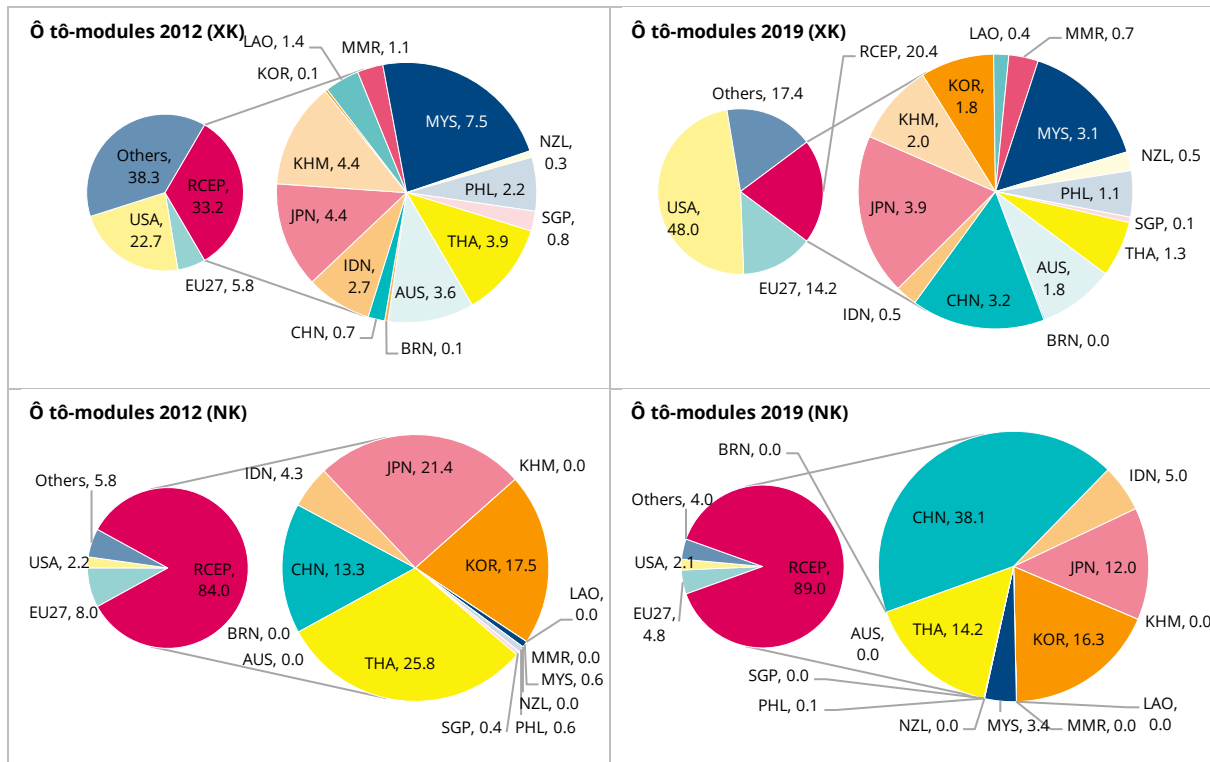 Ô tô-modules 2012 (XK)
LAO, 1.4
MMR, 1.1
KOR, 0.1
MYS, 7.5
NZL,
0.3
Others,
38.3
RCEP,
33.2
KHM, 4.4
PHL, 2.2
USA,
22.7
JPN, 4.4
SGP,
0.8
THA, 3.9
IDN,
2.7
AUS, 3.6
EU27, 5.8
CHN, 0.7
BRN, 0.1
Ô tô-modules 2019 (XK)
LAO, 0.4
MMR, 0.7
RCEP, 20.4
Others, 17.4
KOR,
1.8
KHM,
2.0
MYS, 3.1
NZL, 0.5
PHL, 1.1
USA,
48.0
JPN, 3.9
SGP, 0.1
THA, 1.3
AUS,
1.8
EU27, 14.2
IDN, 0.5
CHN, 3.2
BRN, 0.0
Ô tô-modules 2012 (NK)
IDN, 4.3
JPN, 21.4
KHM, 0.0
Others, 5.8
USA, 2.2
RCEP,
84.0
CHN, 13.3
KOR, 17.5
EU27, 8.0
LAO,
0.0
BRN, 0.0
AUS, 0.0
THA, 25.8
MMR, 0.0
MYS, 0.6
NZL, 0.0
SGP, 0.4
PHL, 0.6
Ô tô-modules 2019 (NK)
BRN, 0.0
IDN, 5.0
Others, 4.0
CHN, 38.1
USA, 2.1
RCEP,
89.0
JPN, 12.0
EU27,
4.8
AUS,
0.0
THA, 14.2
KOR, 16.3
KHM, 0.0
SGP, 0.0
PHL, 0.1
NZL, 0.0
MYS, 3.4
MMR, 0.0
LAO,
0.0